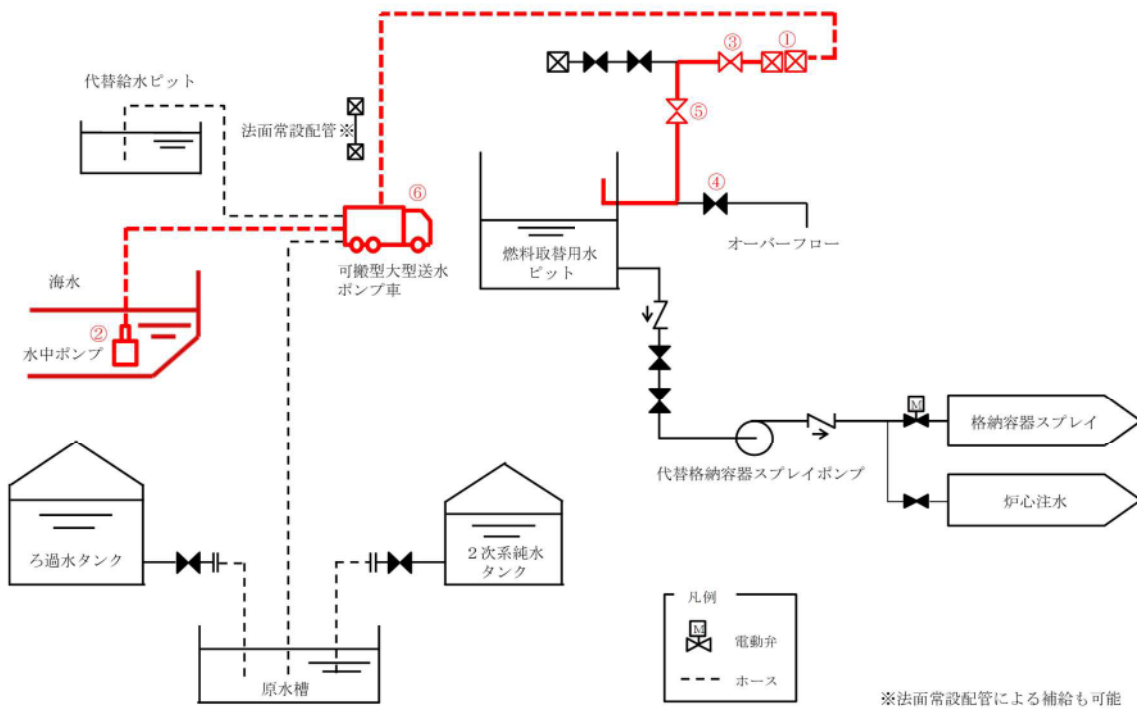 ③
①
代替給水ピット
法面常設配管※
⑤
⑥
④
オーバーフロー
燃料取替用水
ピット
可搬型大型送水
ポンプ車
海水
②
水中ポンプ
M
格納容器スプレイ
代替格納容器スプレイポンプ
炉心注水
ろ過水タンク
2次系純水
タンク
凡例
M
電動弁
ホース
原水槽
※法面常設配管による補給も可能